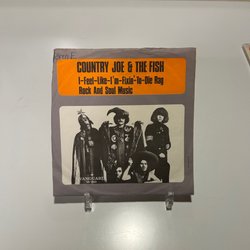 COUNTRY JOE & THE FISH
I-Feel-Like-I'm-Fixin-To-Die Rag
Rock And Soul Music
VANGUARD